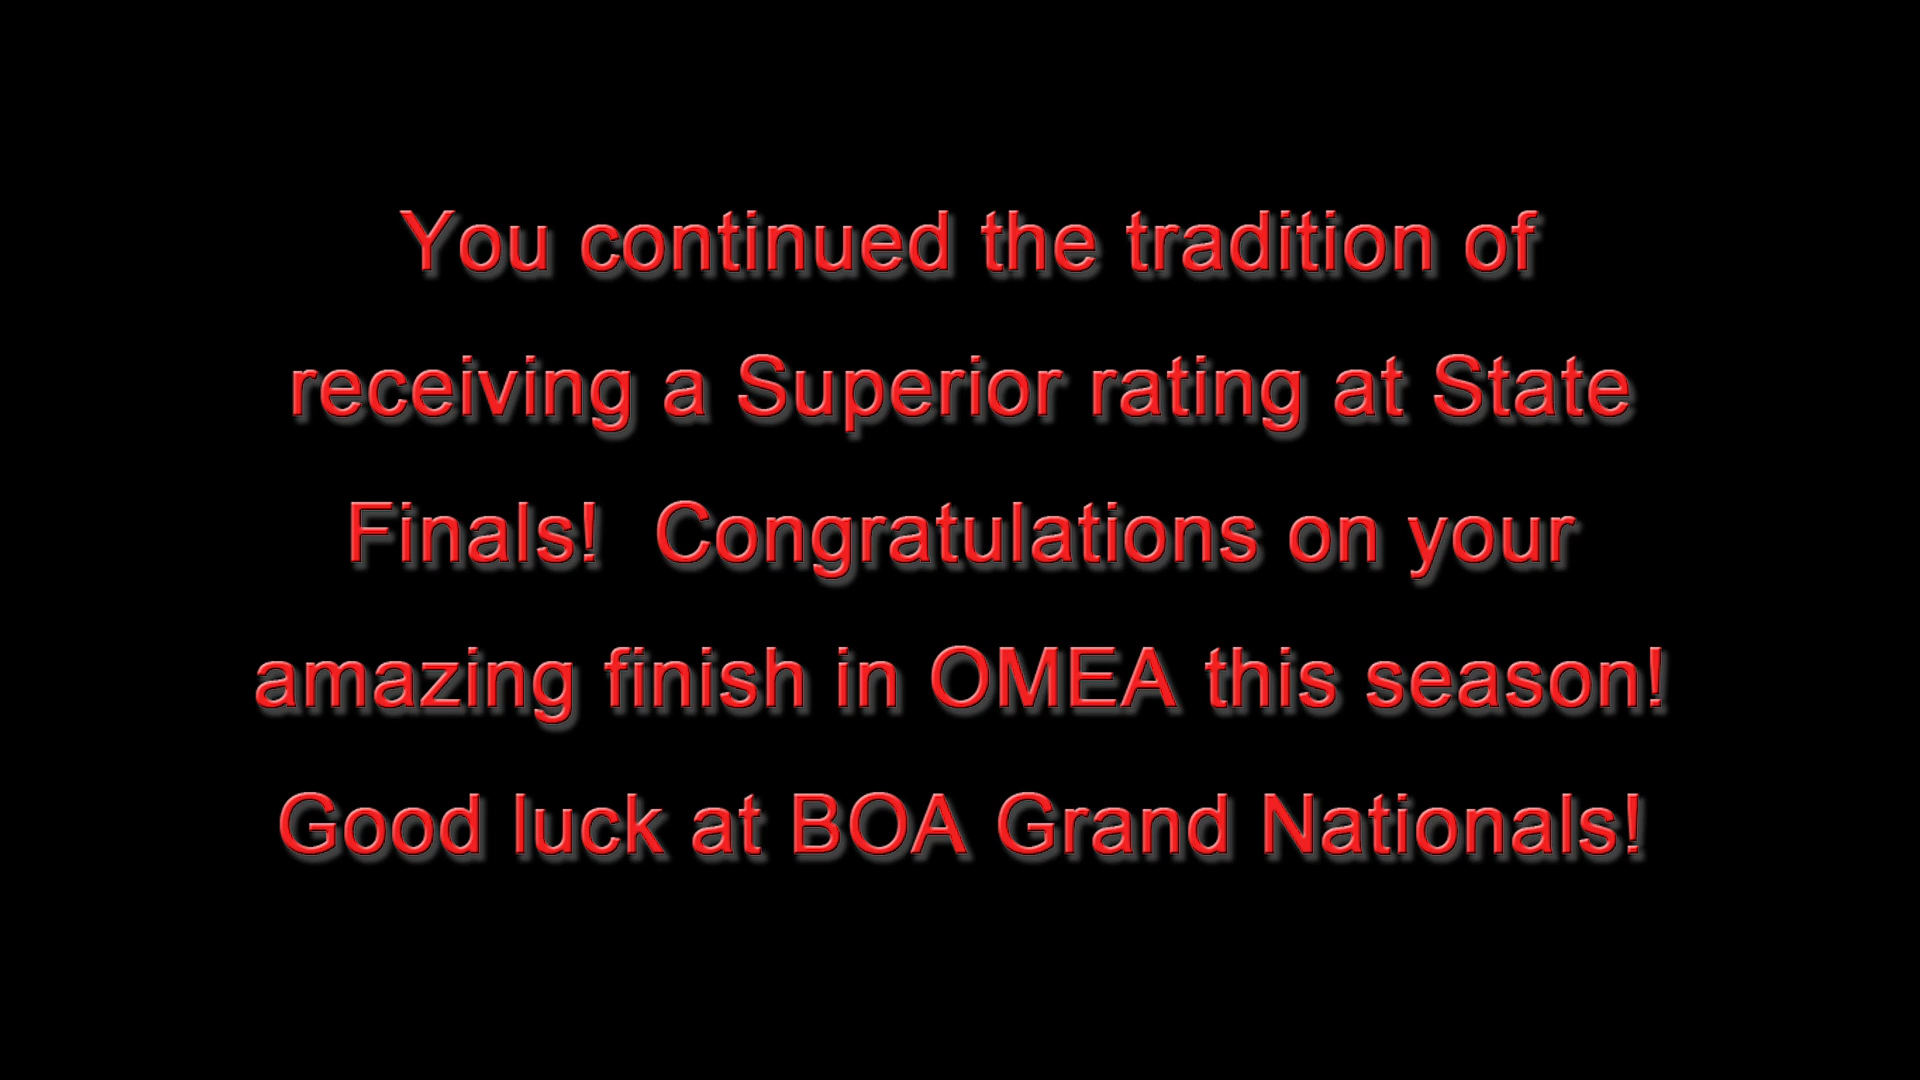 You continued the tradition of
receiving a Superior rating at State
Finals!  Congratulations on your
amazing finish in OMEA this season!
Good luck at BOA Grand Nationals!